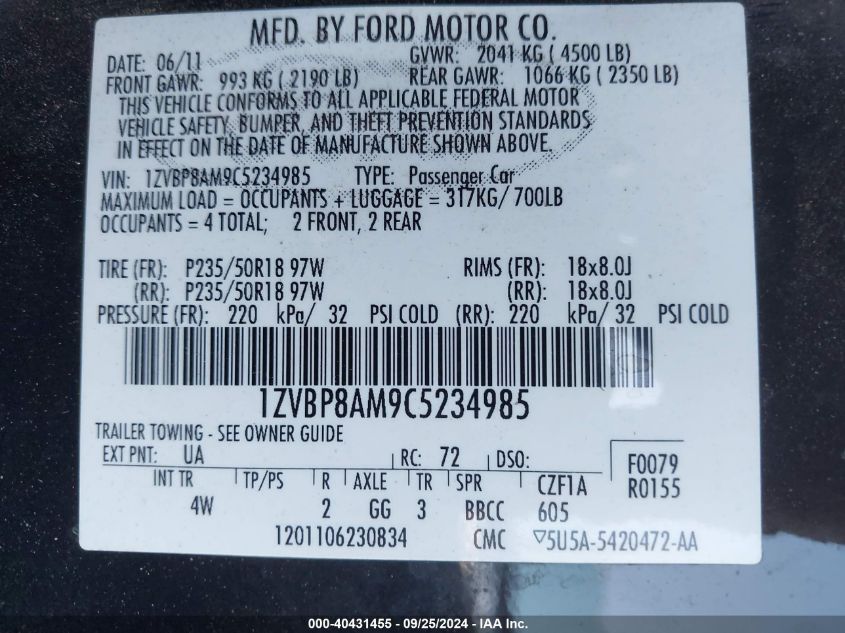 MFD. BY FORD MOTOR CO.
DATE: 06/11 GVWR: 2041 KG (4500 LB)
FRONT GAWR: 993 KG (2190 LB) REAR GAWR: 1066 KG (2350 LB)
THIS VEHICLE CONFORMS TO ALL APPLICABLE FEDERAL MOTOR
VEHICLE SAFETY, BUMPER, AND THEFT PREVENTION STANDARDS
IN EFFECT ON THE DATE OF MANUFACTURE SHOWN ABOVE.
VIN: 1ZVBP8AM9C5234985 TYPE: Passenger Car
MAXIMUM LOAD = OCCUPANTS + LUGGAGE = 317KG/ 700LB
OCCUPANTS = 4 TOTAL; 2 FRONT, 2 REAR
TIRE (FR): P235/50R18 97W RIMS (FR): 18x8.0J
(RR): P235/50R18 97W (RR): 18x8.0J
PRESSURE (FR): 220 kPa/ 32 PSI COLD (RR): 220 kPa/ 32 PSI COLD
1ZVBP8AM9C5234985
TRAILER TOWING - SEE OWNER GUIDE
EXT PNT: UA RC: 72 DSO: F0079
INT TR TP/PS R AXLE TR SPR CZF1A R0155
4W 2 GG 3 BBCC 605
1201106230834 CMC ▽5U5A-5420472-AA
000-40431455 - 09/25/2024 - IAA Inc.